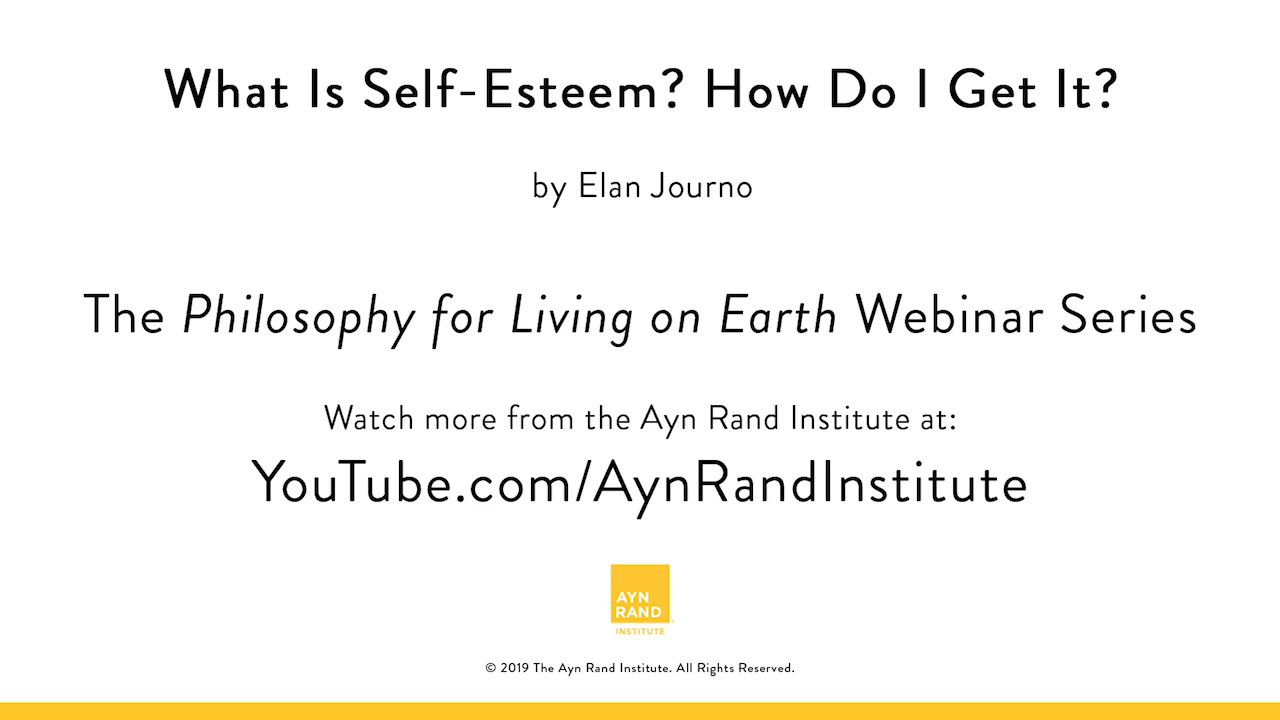 What Is Self-Esteem? How Do I Get It?
by Elan Journo
The Philosophy for Living on Earth Webinar Series
Watch more from the Ayn Rand Institute at:
YouTube.com/AynRandInstitute
AYN
RAND
INSTITUTE
© 2019 The Ayn Rand Institute. All Rights Reserved.